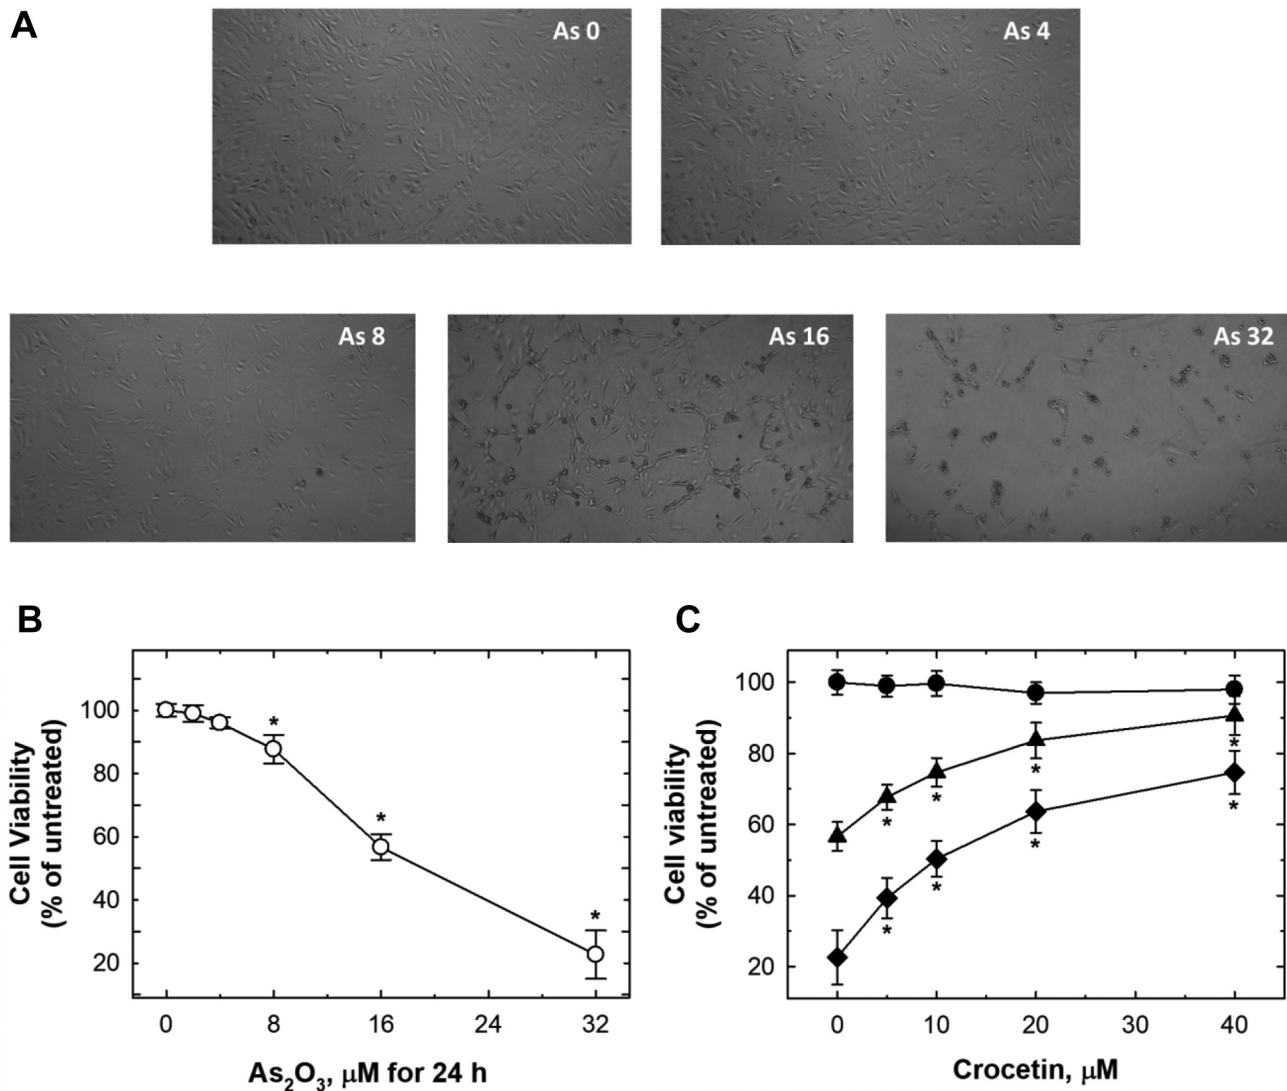 A
As 0
As 4
As 8
As 16
As 32
B
C
Cell Viability
(% of untreated)
100
80
60
40
20
*
*
*
0
8
16
24
32
As₂O₃, μM for 24 h
Cell viability
(% of untreated)
100
80
60
40
20
*
*
*
*
*
*
*
*
0
10
20
30
40
Crocetin, μM